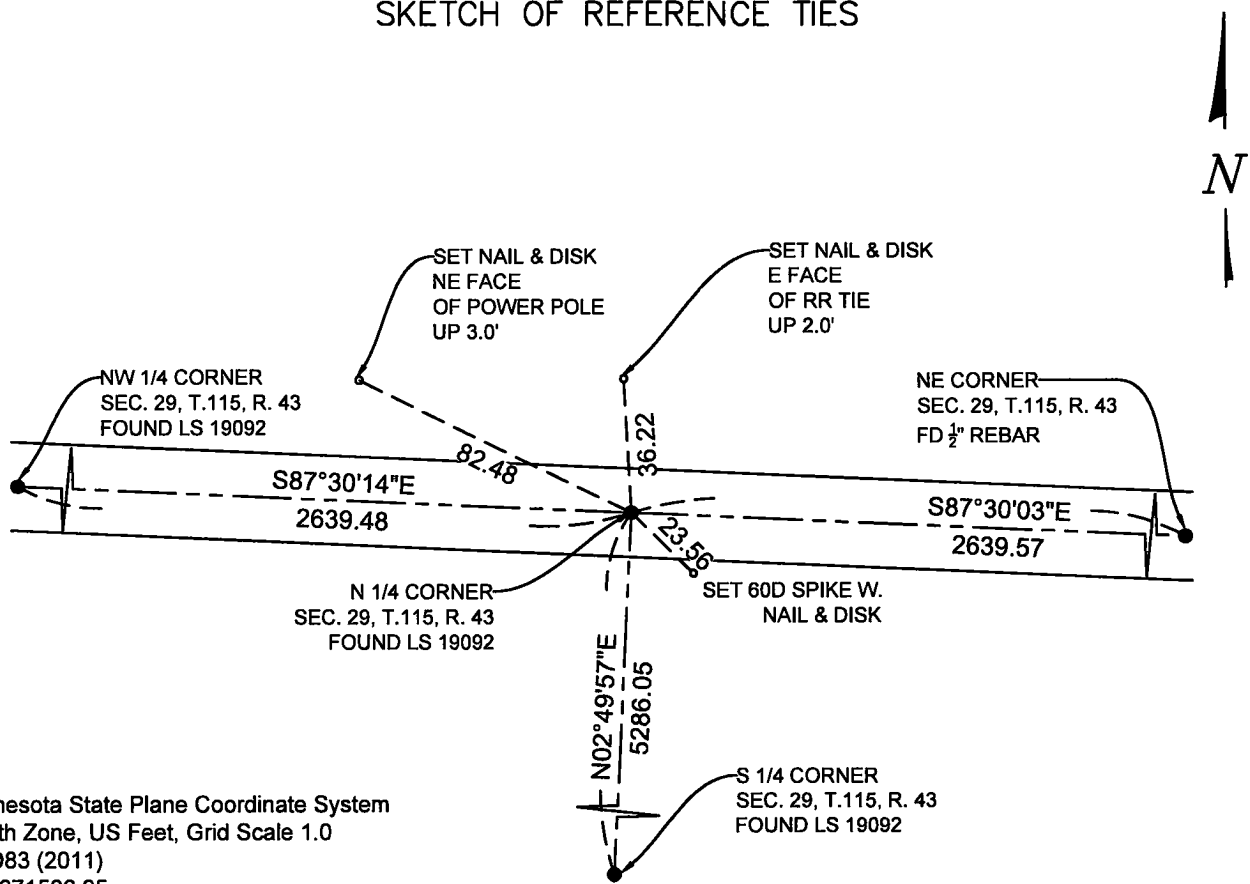 SKETCH OF REFERENCE TIES
N
SET NAIL & DISK
NE FACE
OF POWER POLE
UP 3.0'
SET NAIL & DISK
E FACE
OF RR TIE
UP 2.0'
NW 1/4 CORNER
SEC. 29, T.115, R. 43
FOUND LS 19092
NE CORNER
SEC. 29, T.115, R. 43
FD ½" REBAR
82.48
36.22
S87°30'14"E
2639.48
S87°30'03"E
2639.57
23.56
N 1/4 CORNER
SEC. 29, T.115, R. 43
FOUND LS 19092
SET 60D SPIKE W.
NAIL & DISK
N02°49'57"E
5286.05
S 1/4 CORNER
SEC. 29, T.115, R. 43
FOUND LS 19092
nesota State Plane Coordinate System
th Zone, US Feet, Grid Scale 1.0
983 (2011)